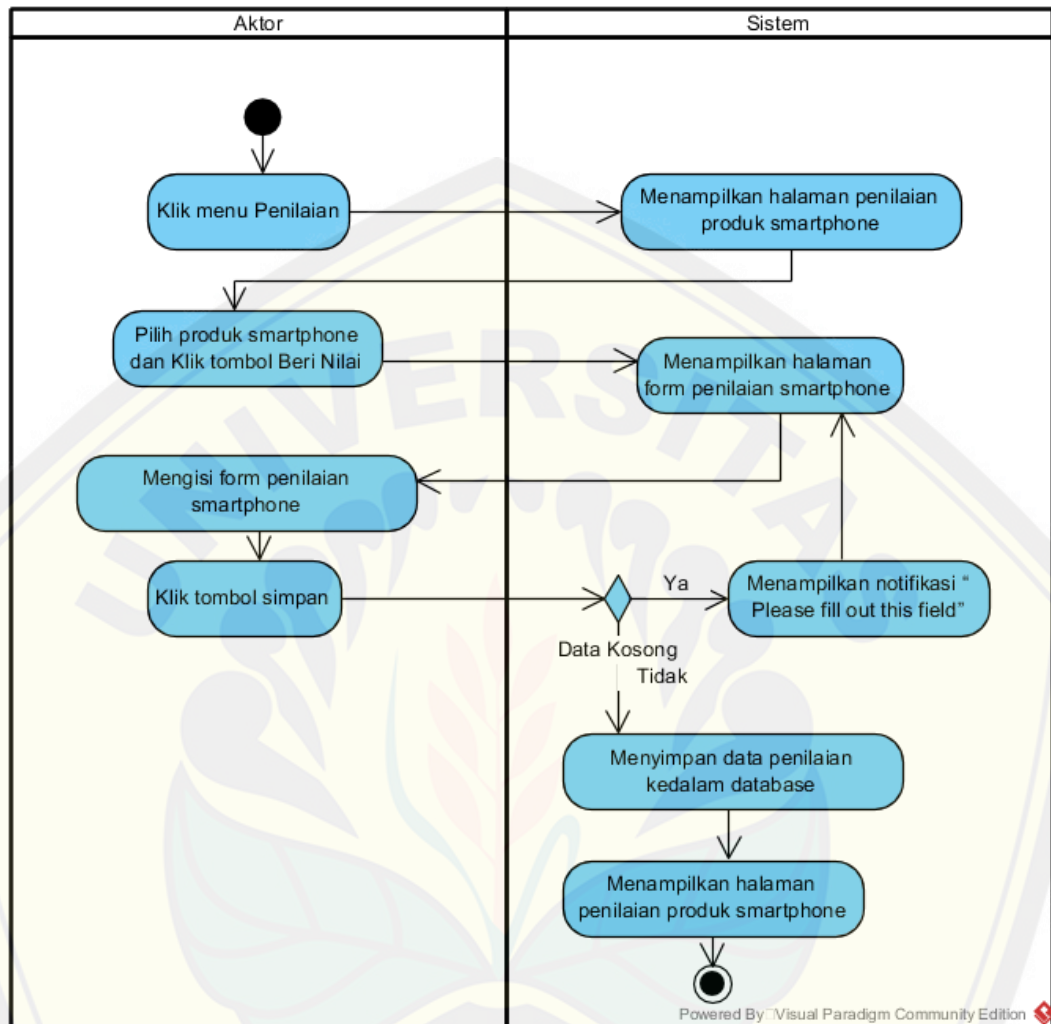 Aktor
Sistem
Klik menu Penilaian
Menampilkan halaman penilaian
produk smartphone
Pilih produk smartphone
dan Klik tombol Beri Nilai
Menampilkan halaman
form penilaian smartphone
Mengisi form penilaian
smartphone
Klik tombol simpan
Ya
Menampilkan notifikasi “
Please fill out this field”
Data Kosong
Tidak
Menyimpan data penilaian
kedalam database
Menampilkan halaman
penilaian produk smartphone
UNIVERSITAS
Powered By Visual Paradigm Community Edition